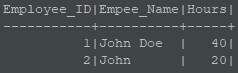 Employee_ID|Empee_Name|Hours|
-----------+----------+-----+
          1|John Doe  |   40|
          2|John      |   20|